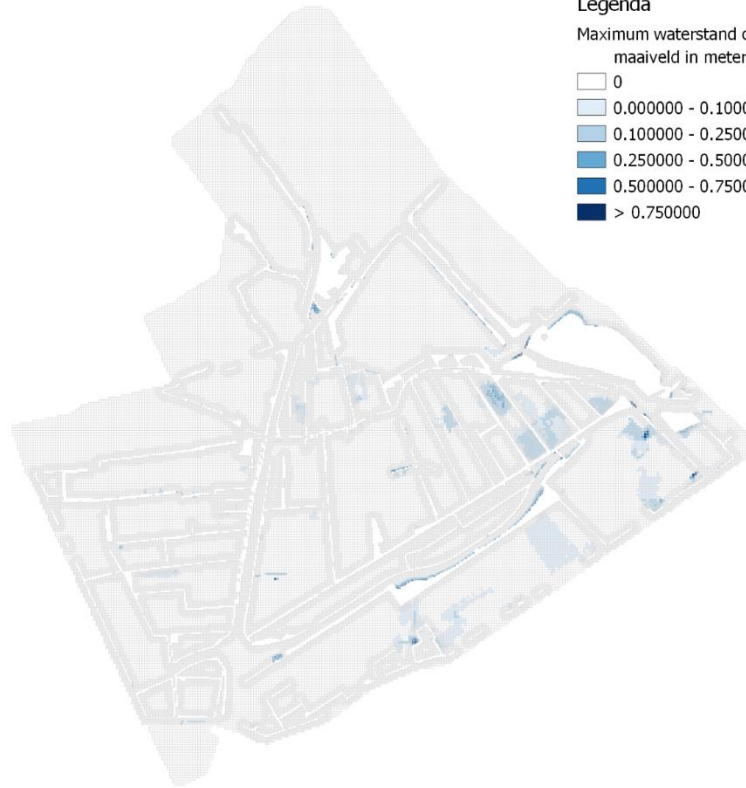 Legenda
Maximum waterstand
maaiveld in meter
0
0.000000 - 0.1000
0.100000 - 0.2500
0.250000 - 0.5000
0.500000 - 0.7500
> 0.750000